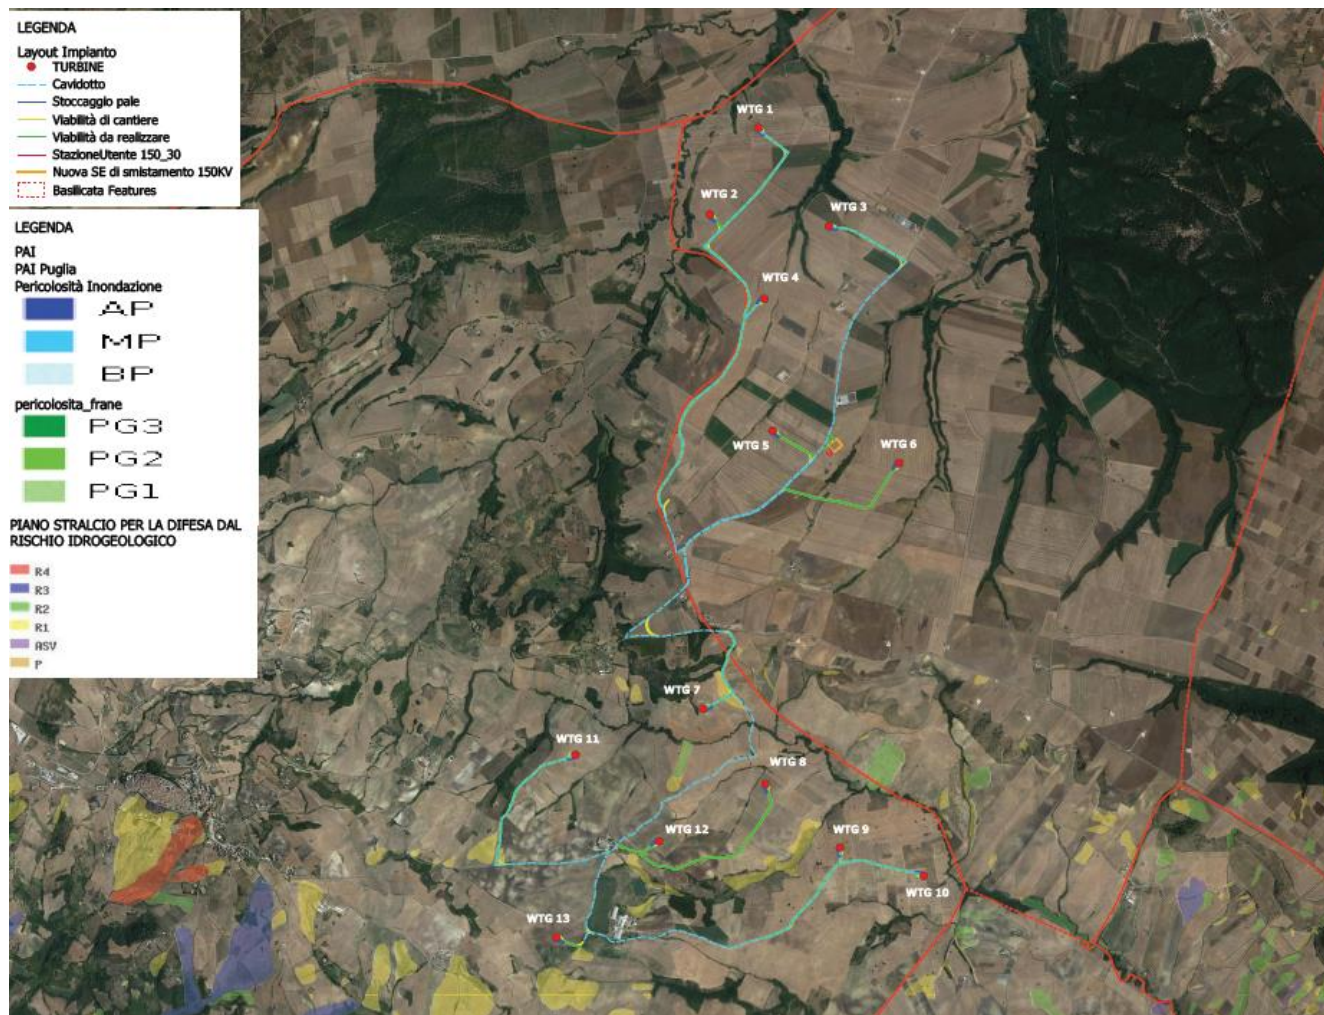 LEGENDA
Layout Impianto
TURBINE
Cavidotto
Stoccaggio pale
Viabilità di cantiere
Viabilità da realizzare
StazioneUtente 150_30
Nuova SE di smistamento 150KV
Basilicata Features
LEGENDA
PAI
PAI Puglia
Pericolosità Inondazione
AP
MP
BP
pericolosita_frane
PG3
PG2
PG1
PIANO STRALCIO PER LA DIFESA DAL
RISCHIO IDROGEOLOGICO
R4
R3
R2
R1
ASV
P
WTG 1
WTG 2
WTG 3
WTG 4
WTG 5
WTG 6
WTG 7
WTG 11
WTG 8
WTG 12
WTG 9
WTG 10
WTG 13